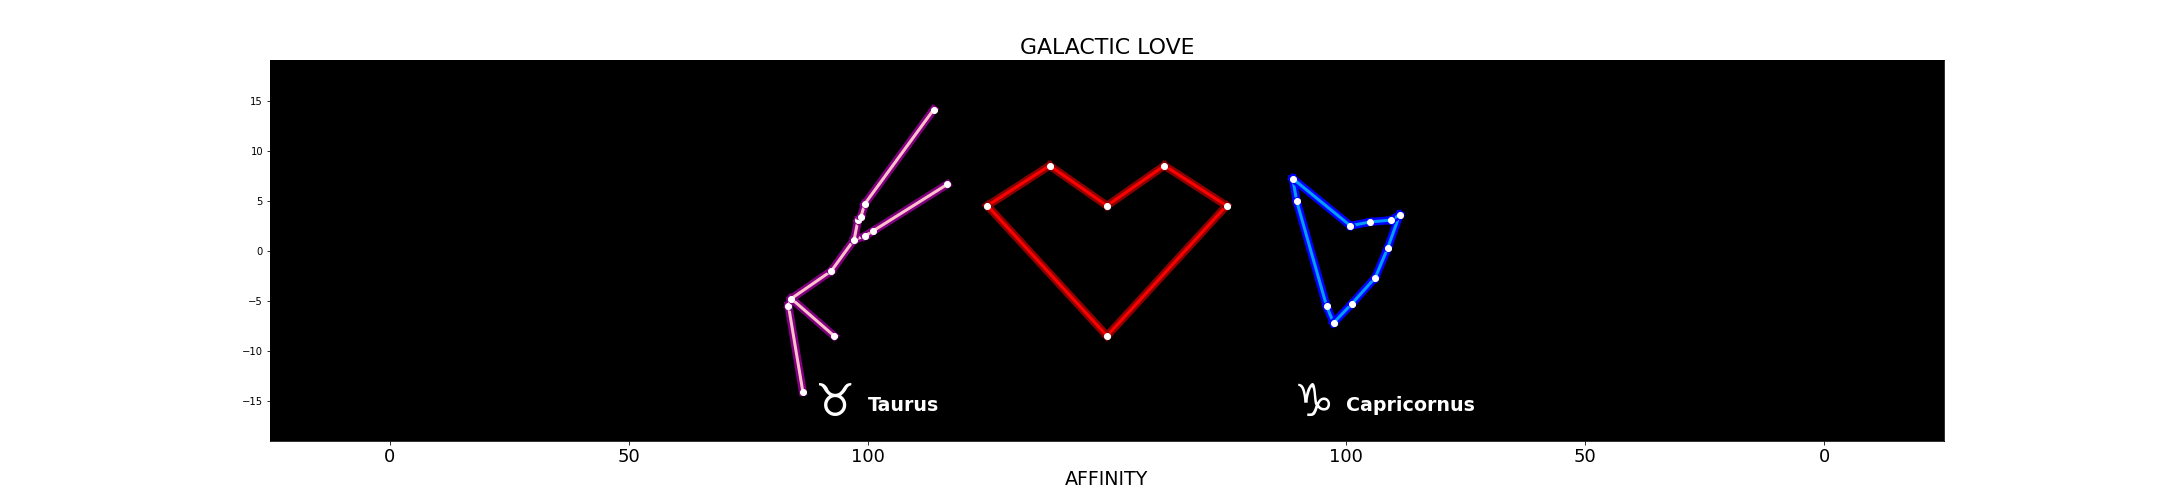 GALACTIC LOVE
15
10
5
0
−5
−10
−15
♉ Taurus
♑ Capricornus
0 50 100 100 50 0
AFFINITY